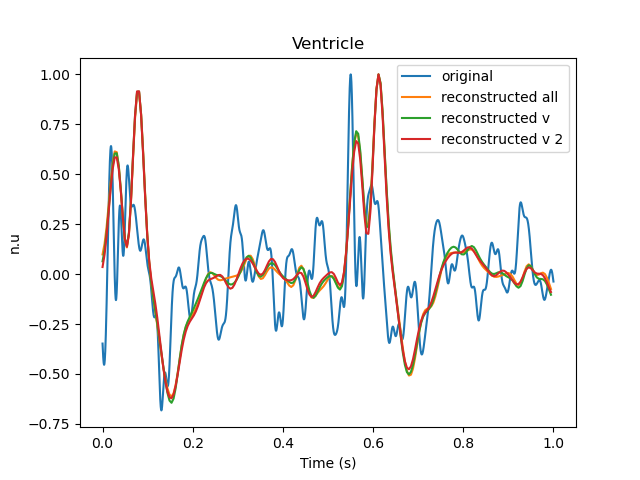 Ventricle
original
reconstructed all
reconstructed v
reconstructed v 2
1.00
0.75
0.50
0.25
0.00
−0.25
−0.50
−0.75
n.u
0.0 0.2 0.4 0.6 0.8 1.0
Time (s)